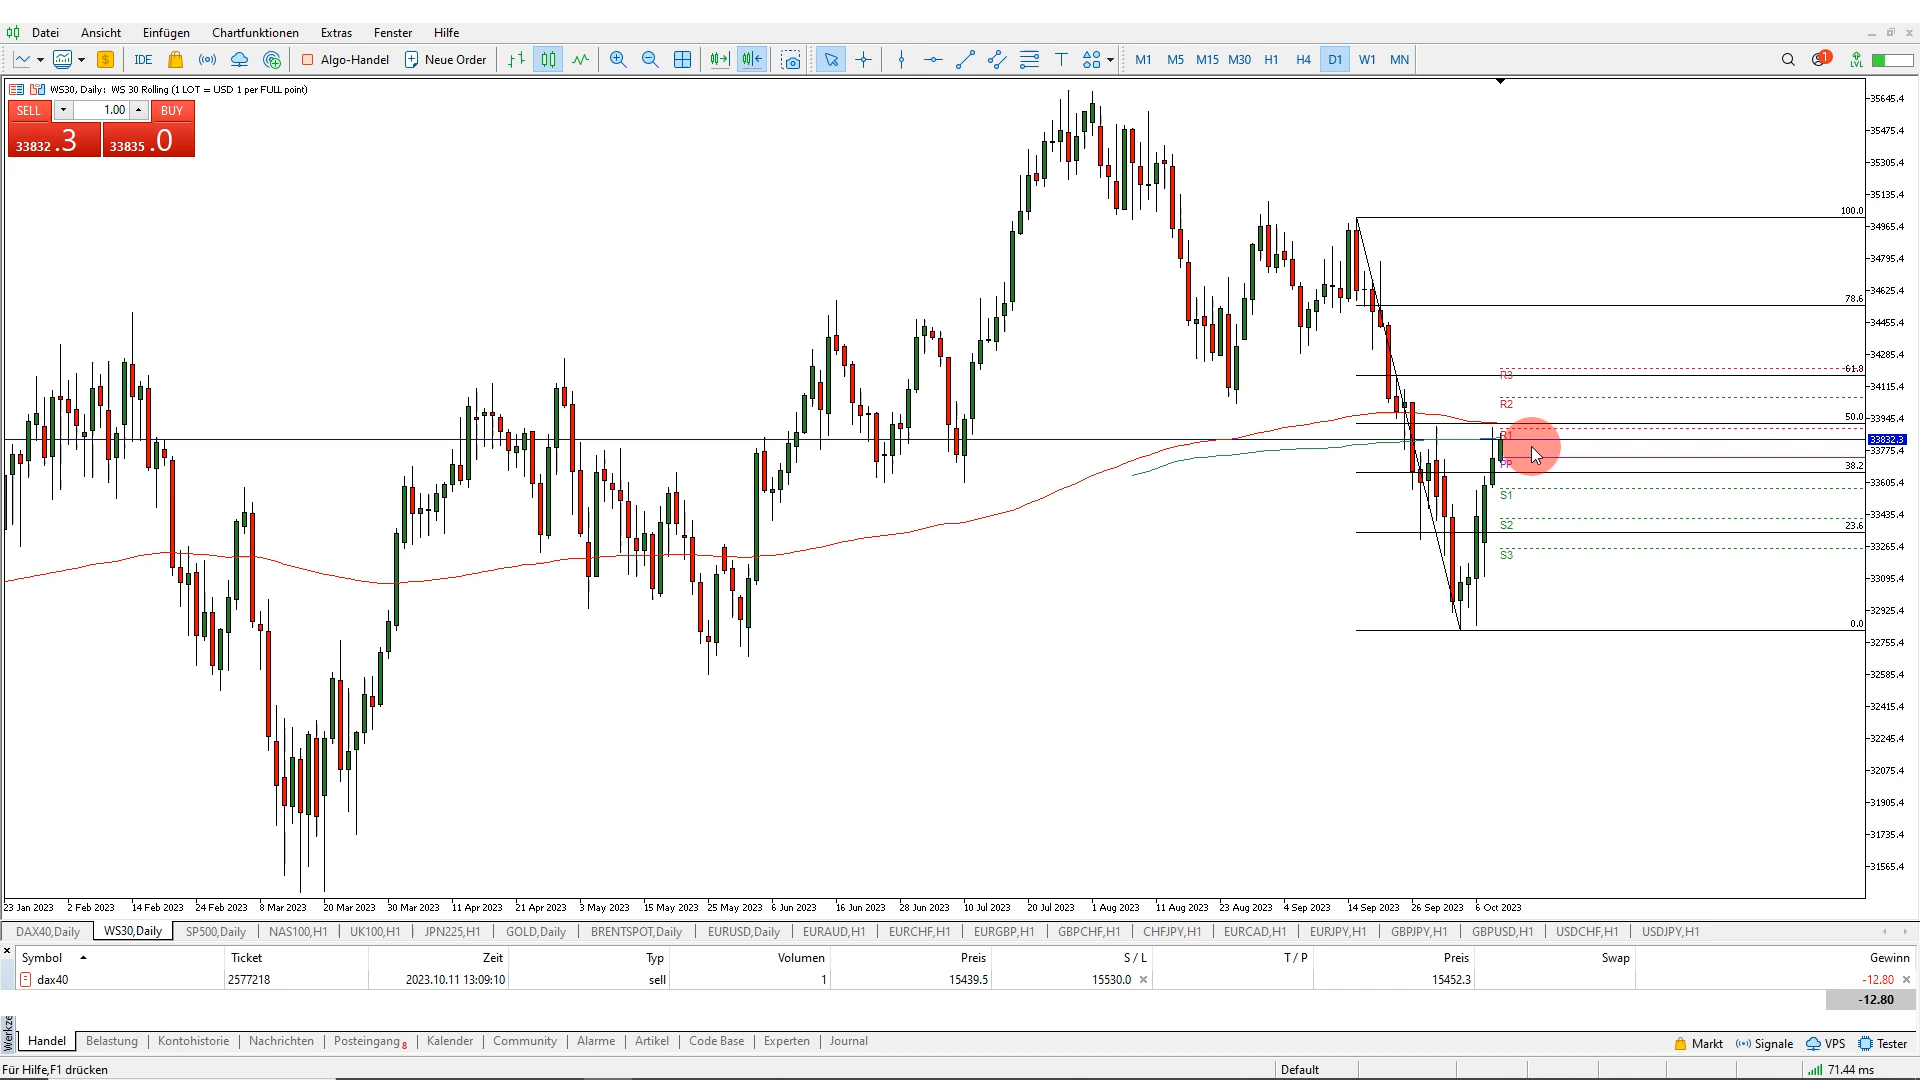 Datei Ansicht Einfügen Chartfunktionen Extras Fenster Hilfe
$ IDE Algo-Handel Neue Order T M1 M5 M15 M30 H1 H4 D1 W1 MN 1 LVL
WS30, Daily: WS 30 Rolling (1 LOT = USD 1 per FULL point)
SELL 1.00 BUY
33832.3 33835.0
35645.4
35475.4
35305.4
35135.4
100.0
34965.4
34795.4
34625.4
78.6
34455.4
34285.4
61.8
R3
34115.4
R2
50.0
33945.4
R1
33832.3
33775.4
PP
38.2
33605.4
S1
33435.4
S2
23.6
33265.4
S3
33095.4
32925.4
0.0
32755.4
32585.4
32415.4
32245.4
32075.4
31905.4
31735.4
31565.4
23 Jan 2023 2 Feb 2023 14 Feb 2023 24 Feb 2023 8 Mar 2023 20 Mar 2023 30 Mar 2023 11 Apr 2023 21 Apr 2023 3 May 2023 15 May 2023 25 May 2023 6 Jun 2023 16 Jun 2023 28 Jun 2023 10 Jul 2023 20 Jul 2023 1 Aug 2023 11 Aug 2023 23 Aug 2023 4 Sep 2023 14 Sep 2023 26 Sep 2023 6 Oct 2023
DAX40,Daily WS30,Daily SP500,Daily NAS100,H1 UK100,H1 JPN225,H1 GOLD,Daily BRENTSPOT,Daily EURUSD,Daily EURAUD,H1 EURCHF,H1 EURGBP,H1 GBPCHF,H1 CHFJPY,H1 EURCAD,H1 EURJPY,H1 GBPJPY,H1 GBPUSD,H1 USDCHF,H1 USDJPY,H1
Symbol Ticket Zeit Typ Volumen Preis S / L T / P Preis Swap Gewinn
dax40 2577218 2023.10.11 13:09:10 sell 1 15439.5 15530.0 15452.3 -12.80
-12.80
Werkze
Handel Belastung Kontohistorie Nachrichten Posteingang 8 Kalender Community Alarme Artikel Code Base Experten Journal Markt Signale VPS Tester
Für Hilfe,F1 drücken Default 71.44 ms